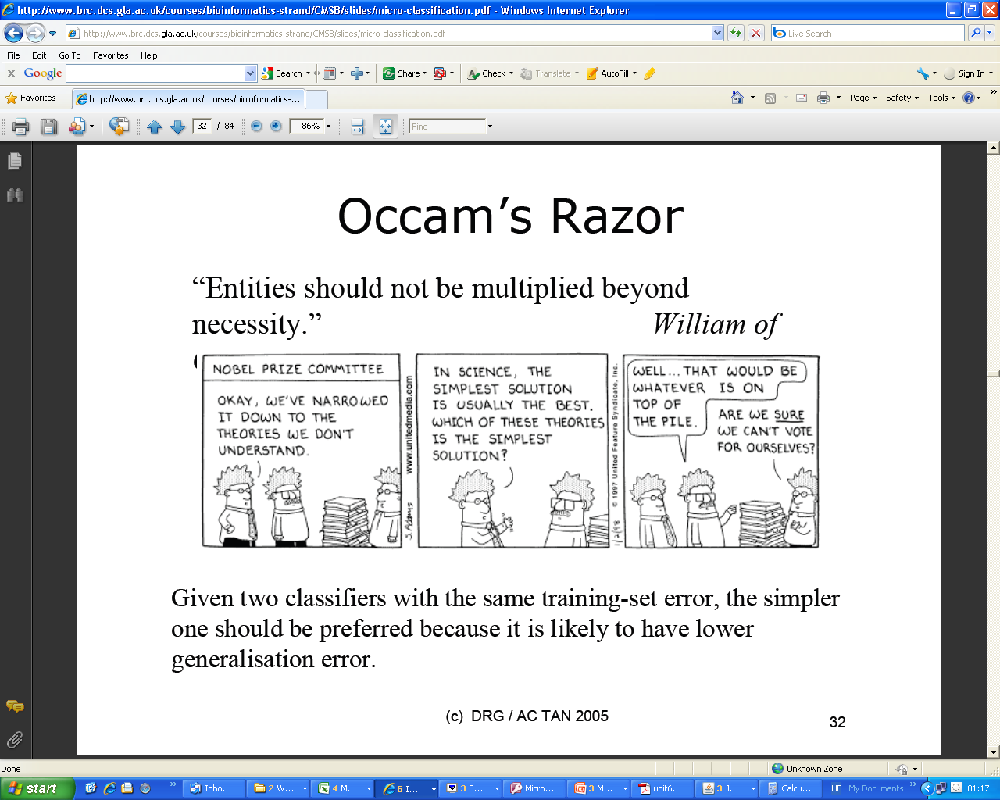 http://www.brc.dcs.gla.ac.uk/courses/bioinformatics-strand/CMSB/slides/micro-classification.pdf - Windows Internet Explorer
http://www.brc.dcs.gla.ac.uk/courses/bioinformatics-strand/CMSB/slides/micro-classification.pdf
Live Search
File Edit Go To Favorites Help
x Google Search Share Check Translate AutoFill Sign In
Favorites http://www.brc.dcs.gla.ac.uk/courses/bioinformatics-... Page Safety Tools
32 / 84 86% Find
Occam’s Razor
“Entities should not be multiplied beyond
necessity.” William of
NOBEL PRIZE COMMITTEE
OKAY, WE'VE NARROWED
IT DOWN TO THE
THEORIES WE DON'T
UNDERSTAND.
S. Adams www.unitedmedia.com
IN SCIENCE, THE
SIMPLEST SOLUTION
IS USUALLY THE BEST.
WHICH OF THESE THEORIES
IS THE SIMPLEST
SOLUTION?
1/2/98 © 1997 United Feature Syndicate, Inc.
WELL...THAT WOULD BE
WHATEVER IS ON
TOP OF
THE PILE.
ARE WE SURE
WE CAN'T VOTE
FOR OURSELVES?
Given two classifiers with the same training-set error, the simpler
one should be preferred because it is likely to have lower
generalisation error.
(c) DRG / AC TAN 2005
32
Done Unknown Zone
start Inbo... 2 W... 4 M... 6 I... 3 F... Micro... 3 M... unit6... 3 J... Calcu... HE My Documents 01:17